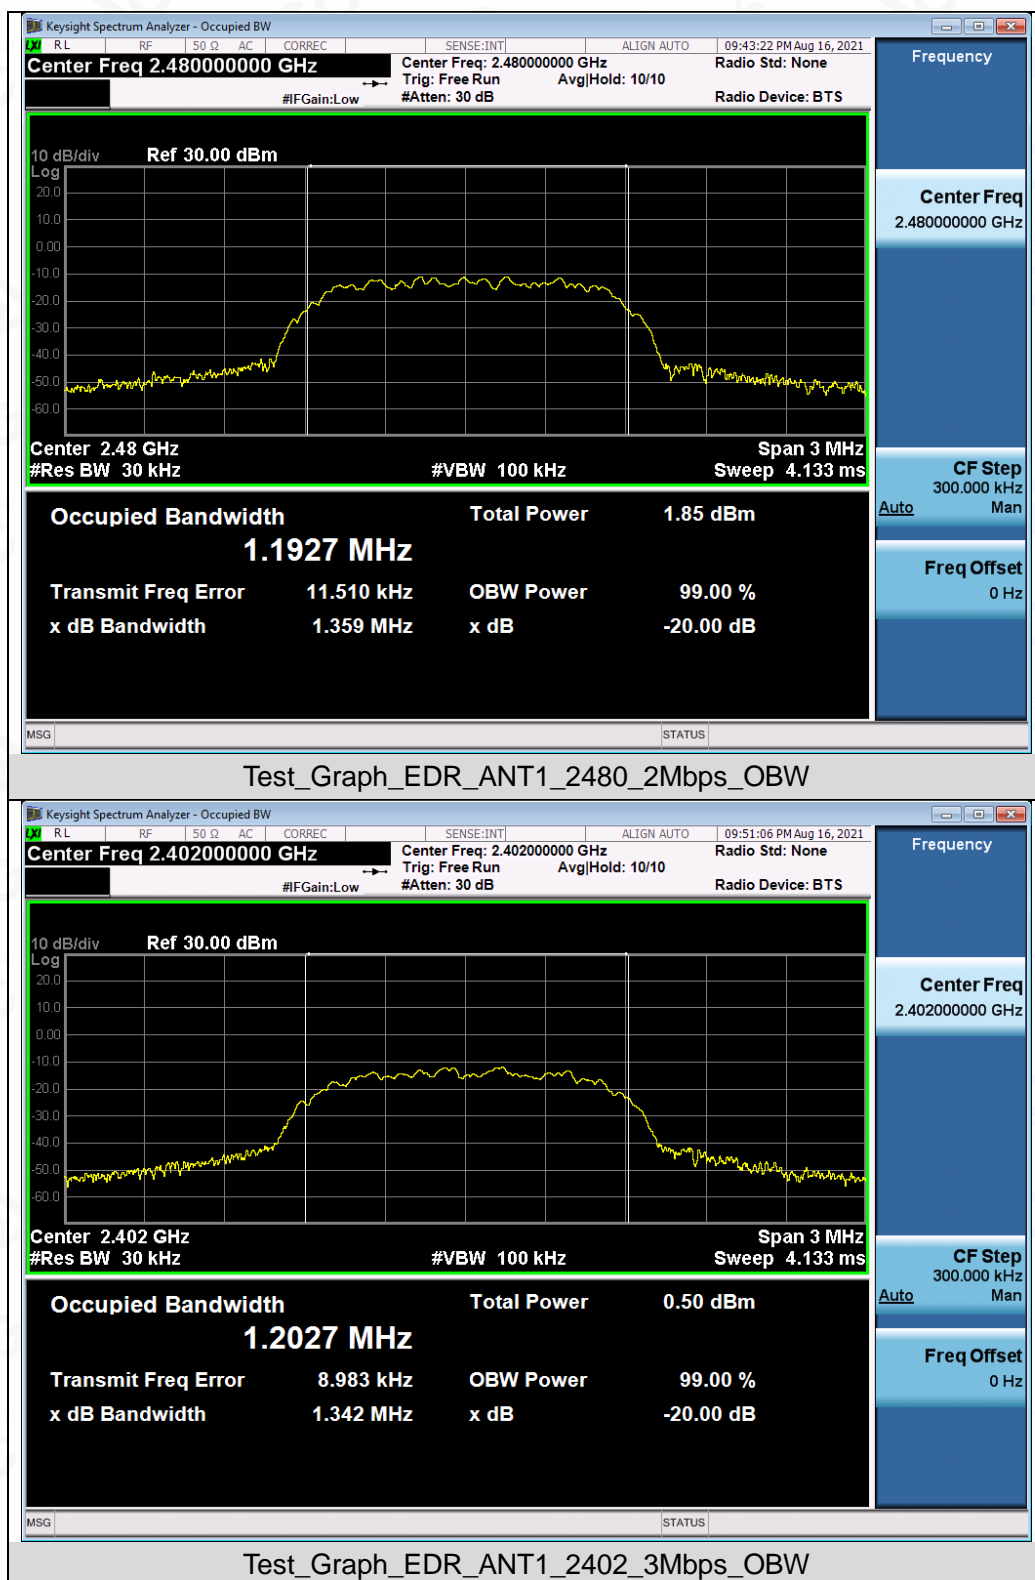 Keysight Spectrum Analyzer - Occupied BW
LXI RL RF 50 Ω AC CORREC SENSE:INT ALIGN AUTO 09:43:22 PM Aug 16, 2021
Center Freq 2.480000000 GHz Center Freq: 2.480000000 GHz Radio Std: None
Trig: Free Run Avg|Hold: 10/10
#IFGain:Low #Atten: 30 dB Radio Device: BTS
Frequency
10 dB/div Ref 30.00 dBm
Log
20.0
10.0
0.00
-10.0
-20.0
-30.0
-40.0
-50.0
-60.0
Center 2.48 GHz Span 3 MHz
#Res BW 30 kHz #VBW 100 kHz Sweep 4.133 ms
Center Freq
2.480000000 GHz
CF Step
300.000 kHz
Auto Man
Freq Offset
0 Hz
Occupied Bandwidth Total Power 1.85 dBm
1.1927 MHz
Transmit Freq Error 11.510 kHz OBW Power 99.00 %
x dB Bandwidth 1.359 MHz x dB -20.00 dB
MSG STATUS
Test_Graph_EDR_ANT1_2480_2Mbps_OBW
Keysight Spectrum Analyzer - Occupied BW
LXI RL RF 50 Ω AC CORREC SENSE:INT ALIGN AUTO 09:51:06 PM Aug 16, 2021
Center Freq 2.402000000 GHz Center Freq: 2.402000000 GHz Radio Std: None
Trig: Free Run Avg|Hold: 10/10
#IFGain:Low #Atten: 30 dB Radio Device: BTS
Frequency
10 dB/div Ref 30.00 dBm
Log
20.0
10.0
0.00
-10.0
-20.0
-30.0
-40.0
-50.0
-60.0
Center 2.402 GHz Span 3 MHz
#Res BW 30 kHz #VBW 100 kHz Sweep 4.133 ms
Center Freq
2.402000000 GHz
CF Step
300.000 kHz
Auto Man
Freq Offset
0 Hz
Occupied Bandwidth Total Power 0.50 dBm
1.2027 MHz
Transmit Freq Error 8.983 kHz OBW Power 99.00 %
x dB Bandwidth 1.342 MHz x dB -20.00 dB
MSG STATUS
Test_Graph_EDR_ANT1_2402_3Mbps_OBW